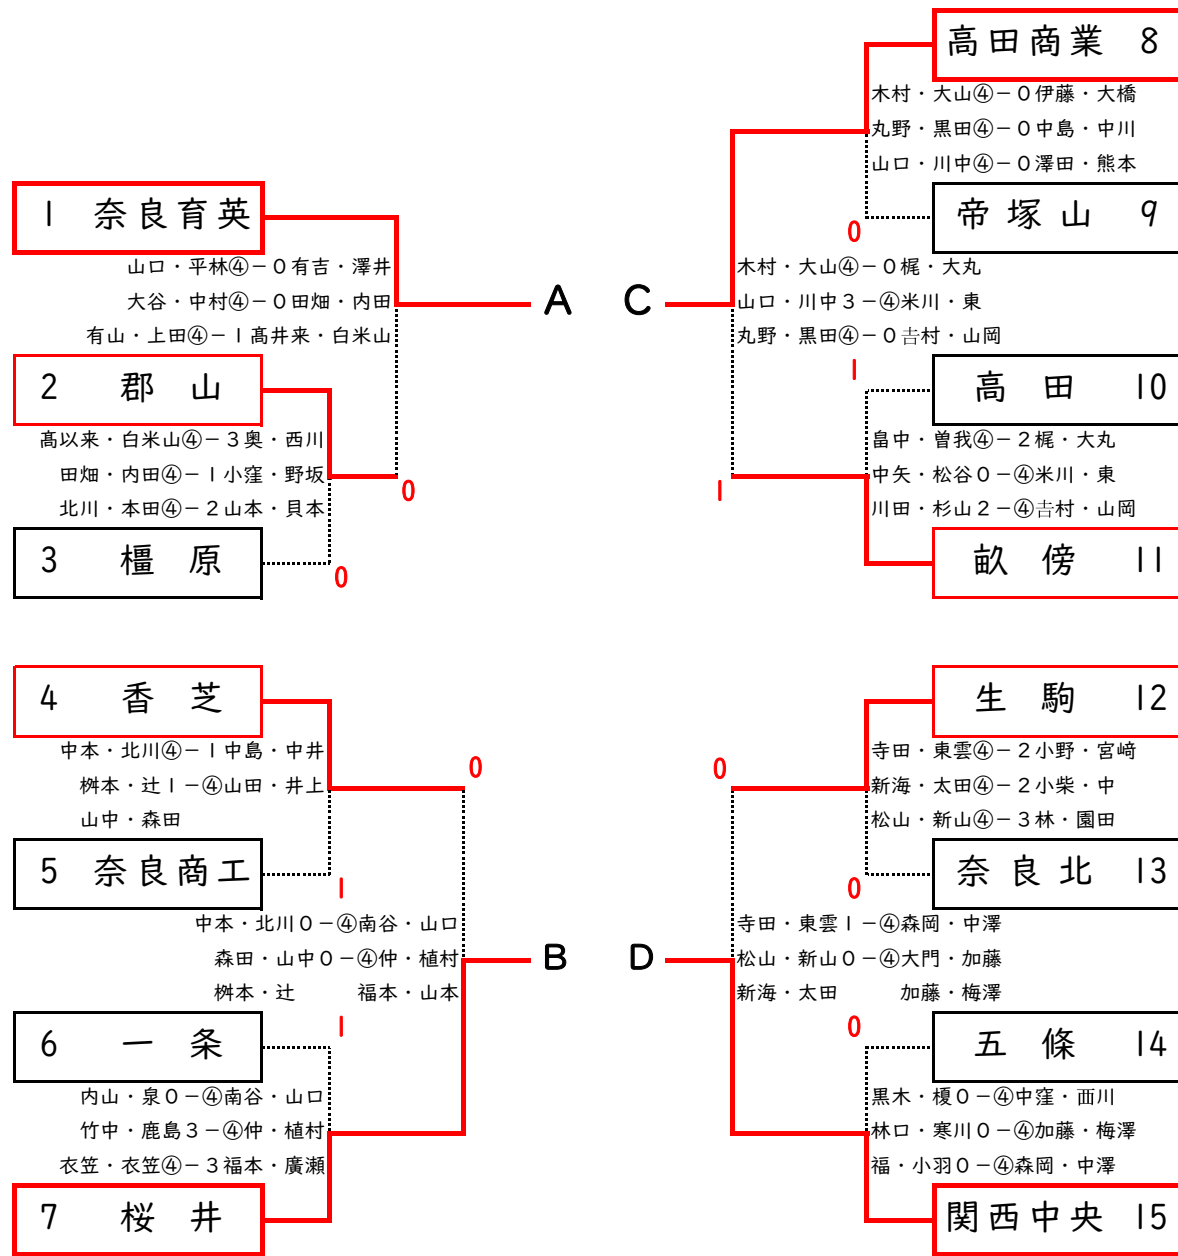 1 奈良育英
山口・平林④－０有吉・澤井
大谷・中村④－０田畑・内田
有山・上田④－１髙井来・白米山
2 郡山
髙以来・白米山④－３奥・西川
田畑・内田④－１小窪・野坂
北川・本田④－２山本・貝本
0
3 橿原
0
A
4 香芝
中本・北川④－１中島・中井
桝本・辻１－④山田・井上
山中・森田
0
5 奈良商工
1
中本・北川０－④南谷・山口
森田・山中０－④仲・植村
桝本・辻　　福本・山本
B
1
6 一条
内山・泉０－④南谷・山口
竹中・鹿島３－④仲・植村
衣笠・衣笠④－３福本・廣瀬
7 桜井
高田商業 8
木村・大山④－０伊藤・大橋
丸野・黒田④－０中島・中川
山口・川中④－０澤田・熊本
帝塚山 9
0
C
木村・大山④－０梶・大丸
山口・川中３－④米川・東
丸野・黒田④－０𠮷村・山岡
1
高田 10
畠中・曽我④－２梶・大丸
中矢・松谷０－④米川・東
川田・杉山２－④𠮷村・山岡
1
畝傍 11
生駒 12
寺田・東雲④－２小野・宮﨑
新海・太田④－２小柴・中
松山・新山④－３林・園田
0
奈良北 13
0
寺田・東雲１－④森岡・中澤
松山・新山０－④大門・加藤
新海・太田　　加藤・梅澤
D
0
五條 14
黒木・榎０－④中窪・面川
林口・寒川０－④加藤・梅澤
福・小羽０－④森岡・中澤
関西中央 15